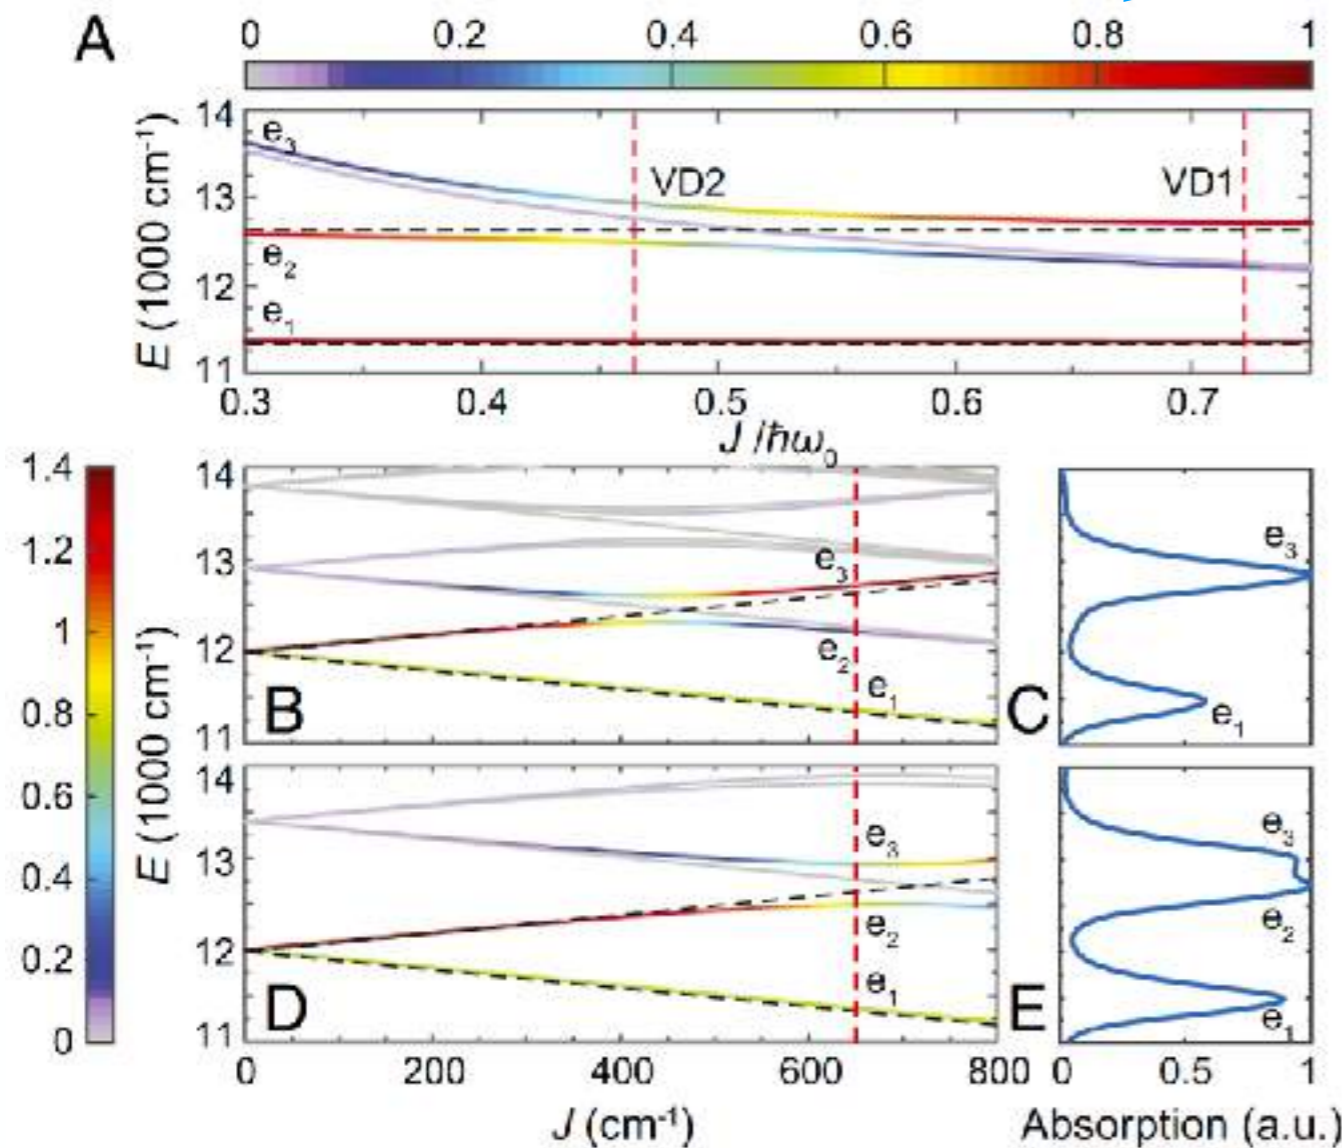 A
0 0.2 0.4 0.6 0.8 1
14
13
12
11
E (1000 cm⁻¹)
e₃
e₂
e₁
VD2
VD1
0.3 0.4 0.5 0.6 0.7
J/ħω₀
1.4
1.2
1
0.8
0.6
0.4
0.2
0
E (1000 cm⁻¹)
14
13
12
11
e₃
e₂
e₁
B
C
e₃
e₁
14
13
12
11
e₃
e₂
e₁
D
E
e₃
e₂
e₁
0 200 400 600 800
J (cm⁻¹)
0 0.5 1
Absorption (a.u.)